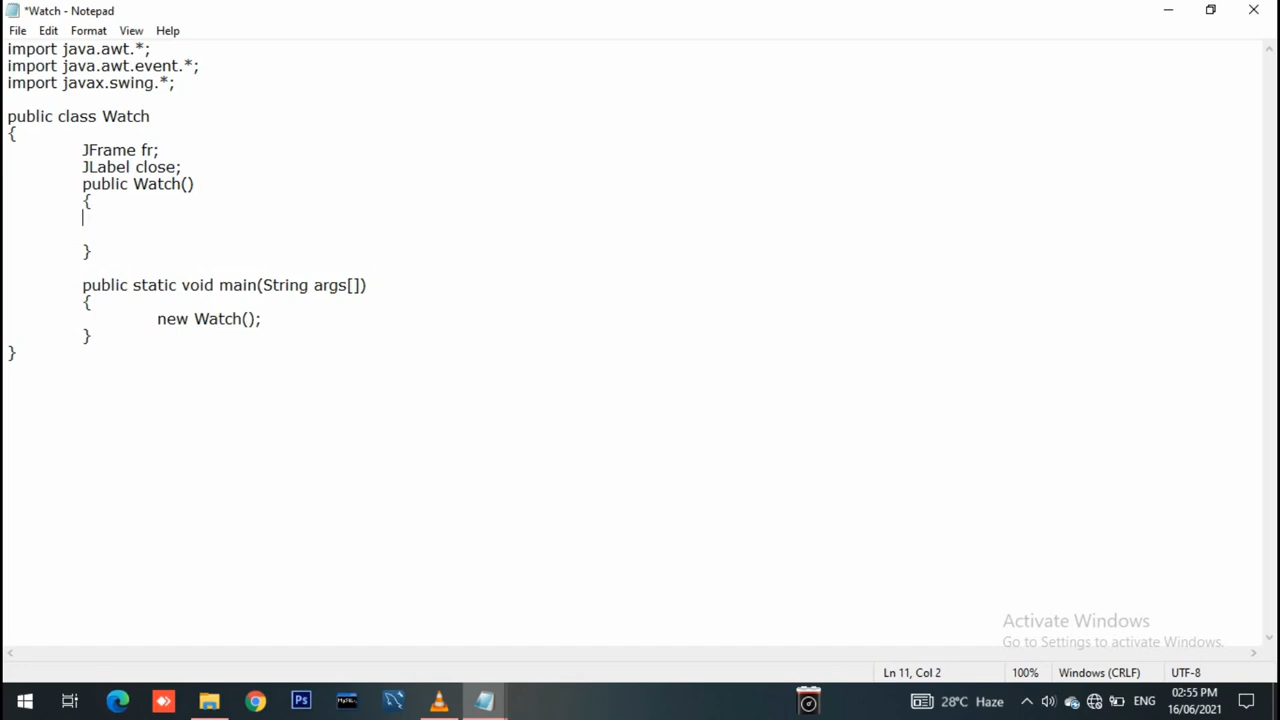 *Watch - Notepad
File Edit Format View Help
import java.awt.*;
import java.awt.event.*;
import javax.swing.*;
public class Watch
{
JFrame fr;
JLabel close;
public Watch()
{
}
public static void main(String args[])
{
new Watch();
}
}
Activate Windows
Go to Settings to activate Windows.
Ln 11, Col 2 100% Windows (CRLF) UTF-8
Ps MySQL 28°C Haze ENG 02:55 PM
16/06/2021